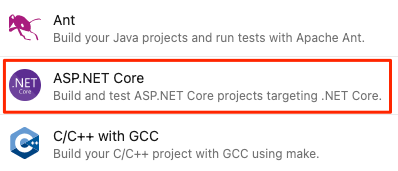 Ant
Build your Java projects and run tests with Apache Ant.
.NET
Core
ASP.NET Core
Build and test ASP.NET Core projects targeting .NET Core.
C++
C/C++ with GCC
Build your C/C++ project with GCC using make.